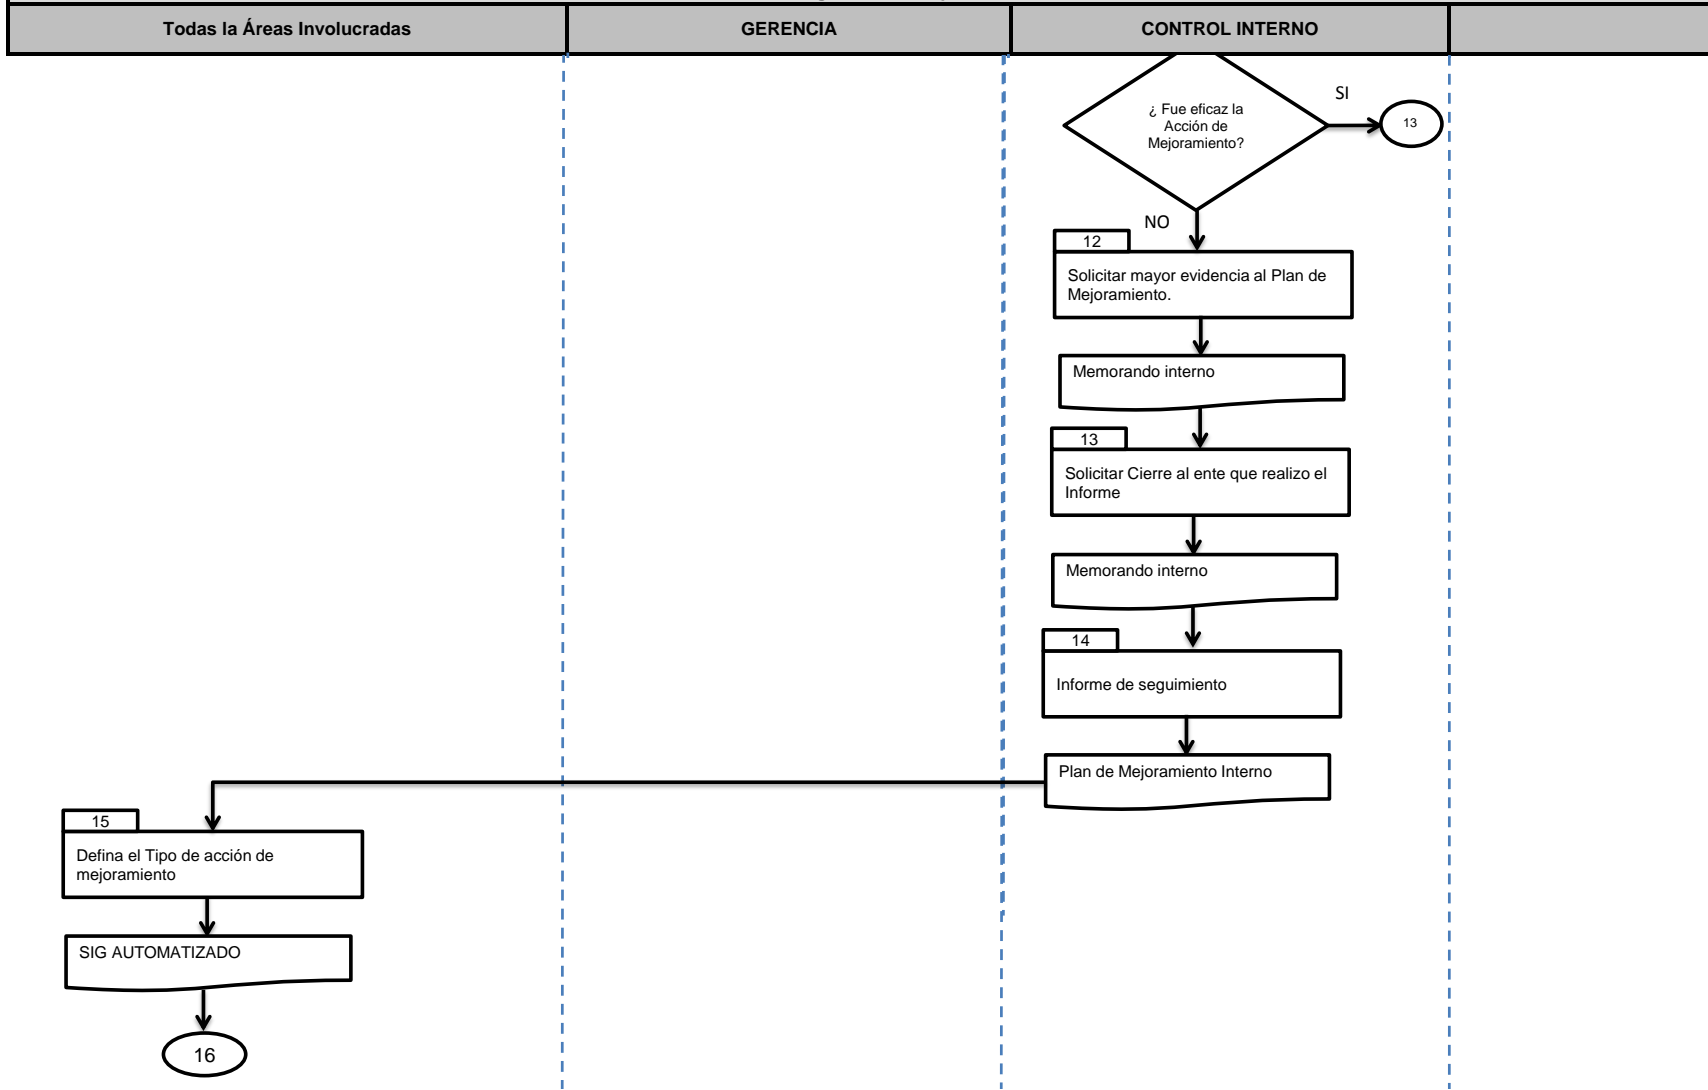 Todas la Áreas Involucradas
GERENCIA
CONTROL INTERNO
¿ Fue eficaz la
Acción de
Mejoramiento?
SI
13
NO
12
Solicitar mayor evidencia al Plan de
Mejoramiento.
Memorando interno
13
Solicitar Cierre al ente que realizo el
Informe
Memorando interno
14
Informe de seguimiento
Plan de Mejoramiento Interno
15
Defina el Tipo de acción de
mejoramiento
SIG AUTOMATIZADO
16